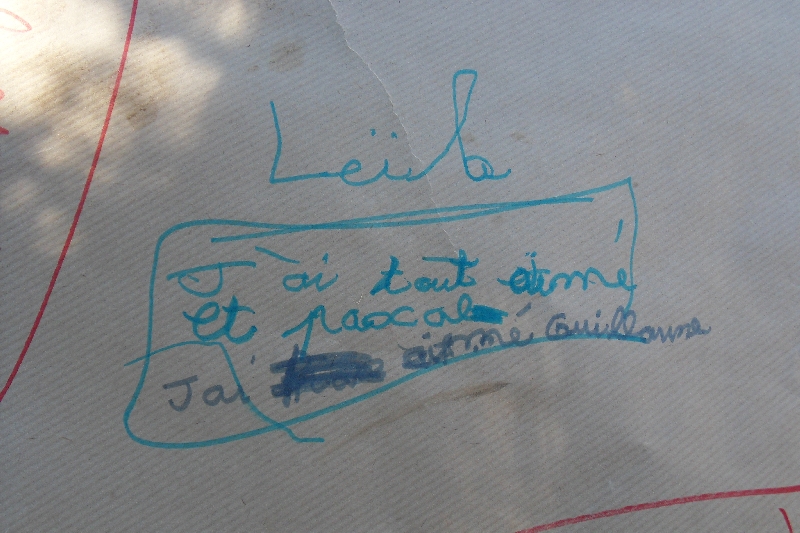 Leïla
J'ai tout aimé
et pascal
Jai aimé Guillaume